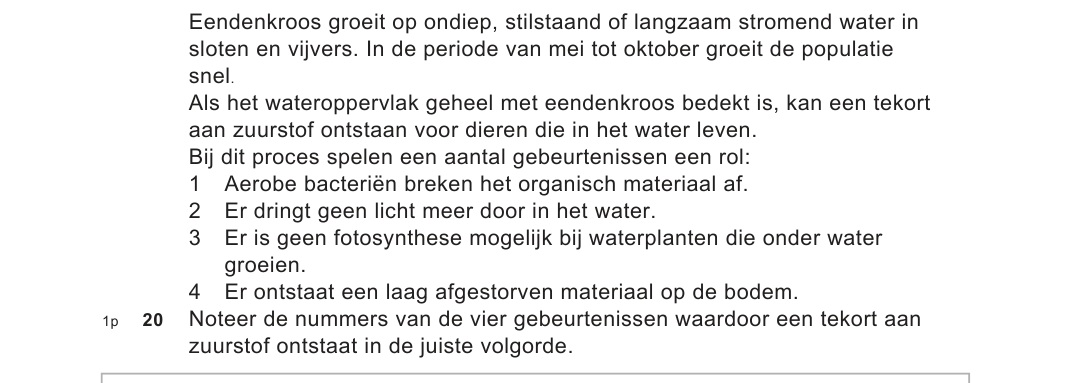 Eendenkroos groeit op ondiep, stilstaand of langzaam stromend water in
sloten en vijvers. In de periode van mei tot oktober groeit de populatie
snel.
Als het wateroppervlak geheel met eendenkroos bedekt is, kan een tekort
aan zuurstof ontstaan voor dieren die in het water leven.
Bij dit proces spelen een aantal gebeurtenissen een rol:
1 Aerobe bacteriën breken het organisch materiaal af.
2 Er dringt geen licht meer door in het water.
3 Er is geen fotosynthese mogelijk bij waterplanten die onder water
groeien.
4 Er ontstaat een laag afgestorven materiaal op de bodem.
1p 20 Noteer de nummers van de vier gebeurtenissen waardoor een tekort aan
zuurstof ontstaat in de juiste volgorde.